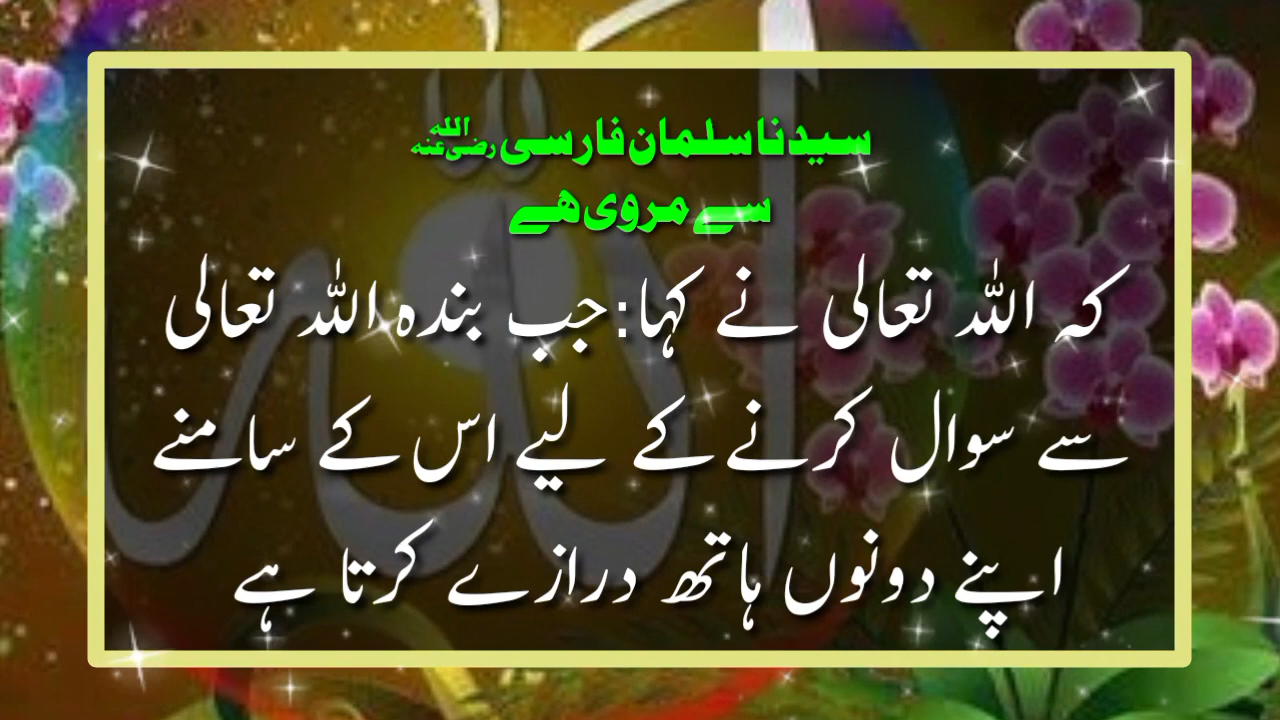 سیدنا سلمان فارسی رضی اللہ عنہ
سے مروی ھے
کہ اللہ تعالی نے کہا: جب بندہ اللہ تعالی
سے سوال کرنے کے لیے اس کے سامنے
اپنے دونوں ہاتھ درازے کرتا ہے